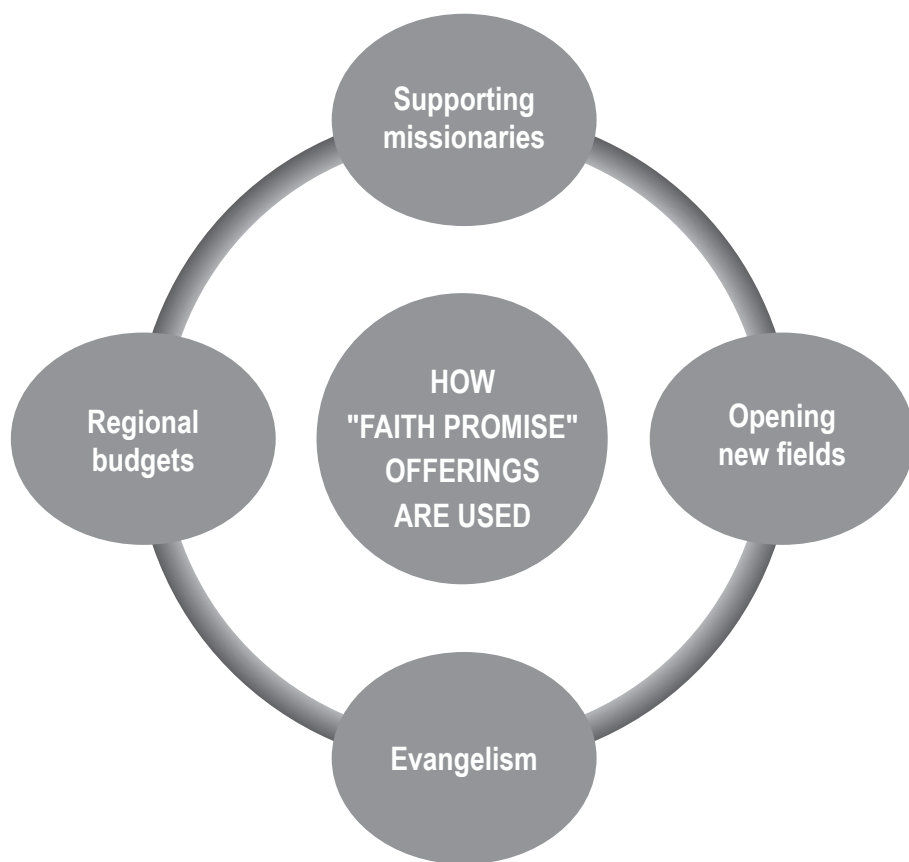 Supporting
missionaries
Regional
budgets
HOW
"FAITH PROMISE"
OFFERINGS
ARE USED
Opening
new fields
Evangelism